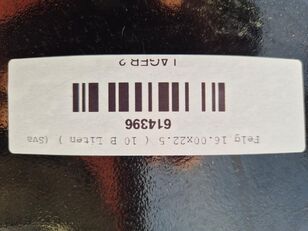 Felg 16.00x22.5 ( 10 B Liten ) (Sva
614396
LAGER 2